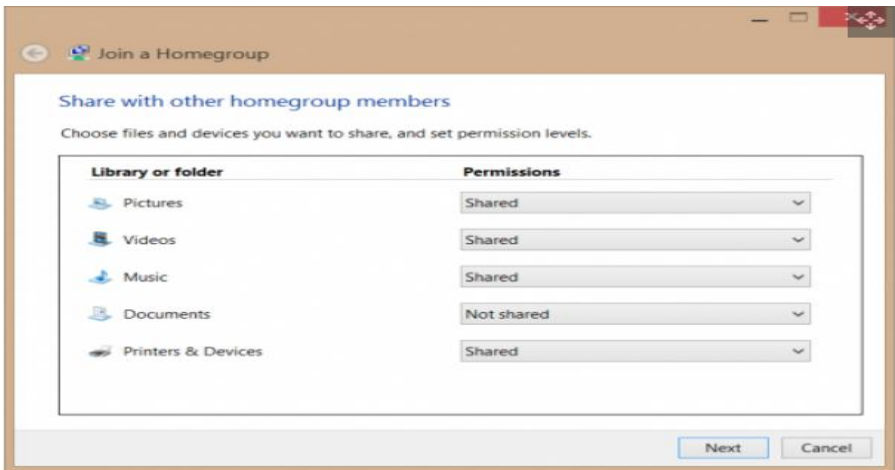 Join a Homegroup
Share with other homegroup members
Choose files and devices you want to share, and set permission levels.
Library or folder Permissions
Pictures Shared
Videos Shared
Music Shared
Documents Not shared
Printers & Devices Shared
Next Cancel